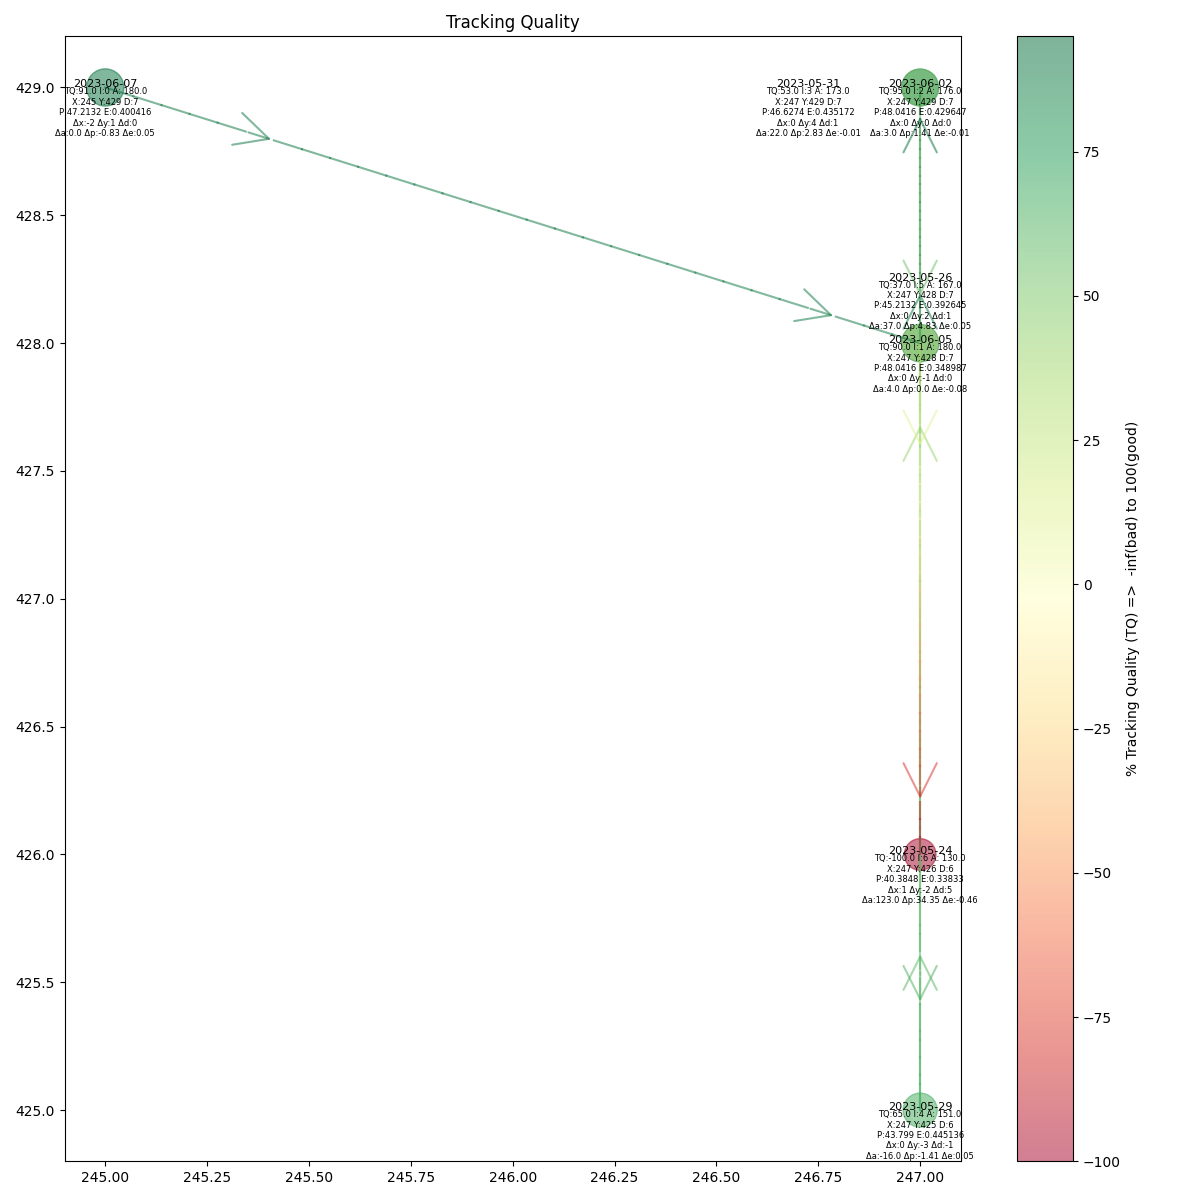 Tracking Quality
2023-06-07
TQ:91.0 I:0 A: 180.0
X:245 Y:429 D:7
P:47.2132 E:0.400416
Δx:-2 Δy:1 Δd:0
Δa:0.0 Δp:-0.83 Δe:0.05
2023-05-31
TQ:53.0 I:3 A: 173.0
X:247 Y:429 D:7
P:46.6274 E:0.435172
Δx:0 Δy:4 Δd:1
Δa:22.0 Δp:2.83 Δe:-0.01
2023-06-02
TQ:95.0 I:2 A: 176.0
X:247 Y:429 D:7
P:48.0416 E:0.429647
Δx:0 Δy:0 Δd:0
Δa:3.0 Δp:1.41 Δe:-0.01
2023-05-26
TQ:37.0 I:5 A: 167.0
X:247 Y:428 D:7
P:45.2132 E:0.392645
Δx:0 Δy:2 Δd:1
Δa:37.0 Δp:4.83 Δe:0.05
2023-06-05
TQ:90.0 I:1 A: 180.0
X:247 Y:428 D:7
P:48.0416 E:0.348987
Δx:0 Δy:-1 Δd:0
Δa:4.0 Δp:0.0 Δe:-0.08
2023-05-24
TQ:-100.0 I:6 A: 130.0
X:247 Y:426 D:6
P:40.3848 E:0.33833
Δx:1 Δy:-2 Δd:5
Δa:123.0 Δp:34.35 Δe:-0.46
2023-05-29
TQ:65.0 I:4 A: 151.0
X:247 Y:425 D:6
P:43.799 E:0.445136
Δx:0 Δy:-3 Δd:-1
Δa:-16.0 Δp:-1.41 Δe:0.05
429.0
428.5
428.0
427.5
427.0
426.5
426.0
425.5
425.0
245.00
245.25
245.50
245.75
246.00
246.25
246.50
246.75
247.00
75
50
25
0
−25
−50
−75
−100
% Tracking Quality (TQ) => -inf(bad) to 100(good)